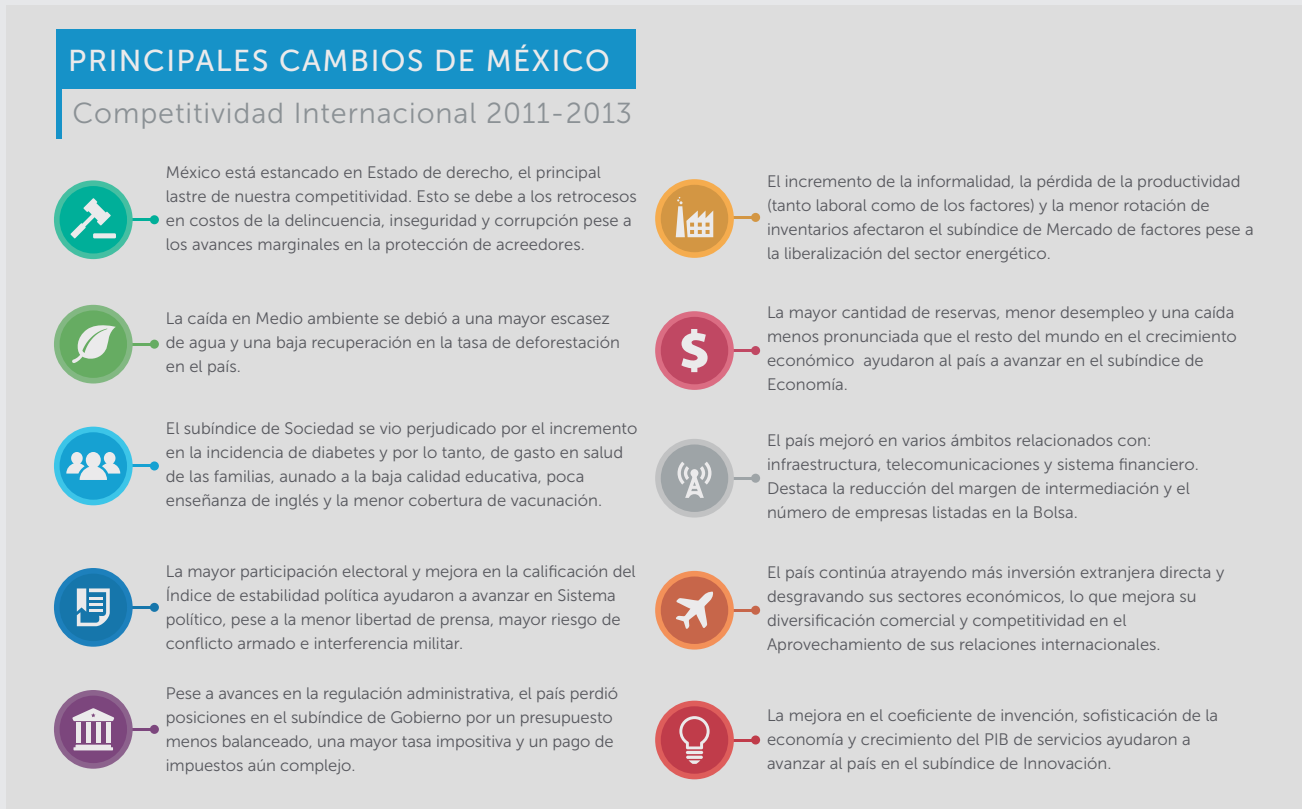 PRINCIPALES CAMBIOS DE MÉXICO
Competitividad Internacional 2011-2013
México está estancado en Estado de derecho, el principal
lastre de nuestra competitividad. Esto se debe a los retrocesos
en costos de la delincuencia, inseguridad y corrupción pese a
los avances marginales en la protección de acreedores.
La caída en Medio ambiente se debió a una mayor escasez
de agua y una baja recuperación en la tasa de deforestación
en el país.
El subíndice de Sociedad se vio perjudicado por el incremento
en la incidencia de diabetes y por lo tanto, de gasto en salud
de las familias, aunado a la baja calidad educativa, poca
enseñanza de inglés y la menor cobertura de vacunación.
La mayor participación electoral y mejora en la calificación del
Índice de estabilidad política ayudaron a avanzar en Sistema
político, pese a la menor libertad de prensa, mayor riesgo de
conflicto armado e interferencia militar.
Pese a avances en la regulación administrativa, el país perdió
posiciones en el subíndice de Gobierno por un presupuesto
menos balanceado, una mayor tasa impositiva y un pago de
impuestos aún complejo.
El incremento de la informalidad, la pérdida de la productividad
(tanto laboral como de los factores) y la menor rotación de
inventarios afectaron el subíndice de Mercado de factores pese a
la liberalización del sector energético.
La mayor cantidad de reservas, menor desempleo y una caída
menos pronunciada que el resto del mundo en el crecimiento
económico ayudaron al país a avanzar en el subíndice de
Economía.
El país mejoró en varios ámbitos relacionados con:
infraestructura, telecomunicaciones y sistema financiero.
Destaca la reducción del margen de intermediación y el
número de empresas listadas en la Bolsa.
El país continúa atrayendo más inversión extranjera directa y
desgravando sus sectores económicos, lo que mejora su
diversificación comercial y competitividad en el
Aprovechamiento de sus relaciones internacionales.
La mejora en el coeficiente de invención, sofisticación de la
economía y crecimiento del PIB de servicios ayudaron a
avanzar al país en el subíndice de Innovación.